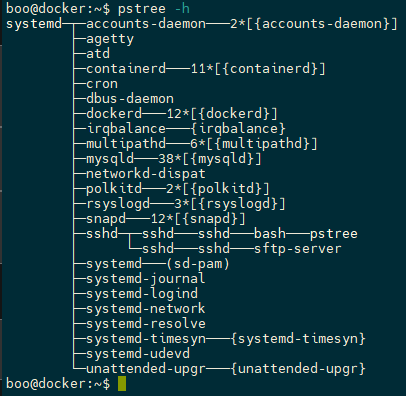 boo@docker:~$ pstree -h
systemd─┬─accounts-daemon───2*[{accounts-daemon}]
        ├─agetty
        ├─atd
        ├─containerd───11*[{containerd}]
        ├─cron
        ├─dbus-daemon
        ├─dockerd───12*[{dockerd}]
        ├─irqbalance───{irqbalance}
        ├─multipathd───6*[{multipathd}]
        ├─mysqld───38*[{mysqld}]
        ├─networkd-dispat
        ├─polkitd───2*[{polkitd}]
        ├─rsyslogd───3*[{rsyslogd}]
        ├─snapd───12*[{snapd}]
        ├─sshd─┬─sshd───sshd───bash───pstree
        │      └─sshd───sshd───sftp-server
        ├─systemd───(sd-pam)
        ├─systemd-journal
        ├─systemd-logind
        ├─systemd-network
        ├─systemd-resolve
        ├─systemd-timesyn───{systemd-timesyn}
        ├─systemd-udevd
        └─unattended-upgr───{unattended-upgr}
boo@docker:~$